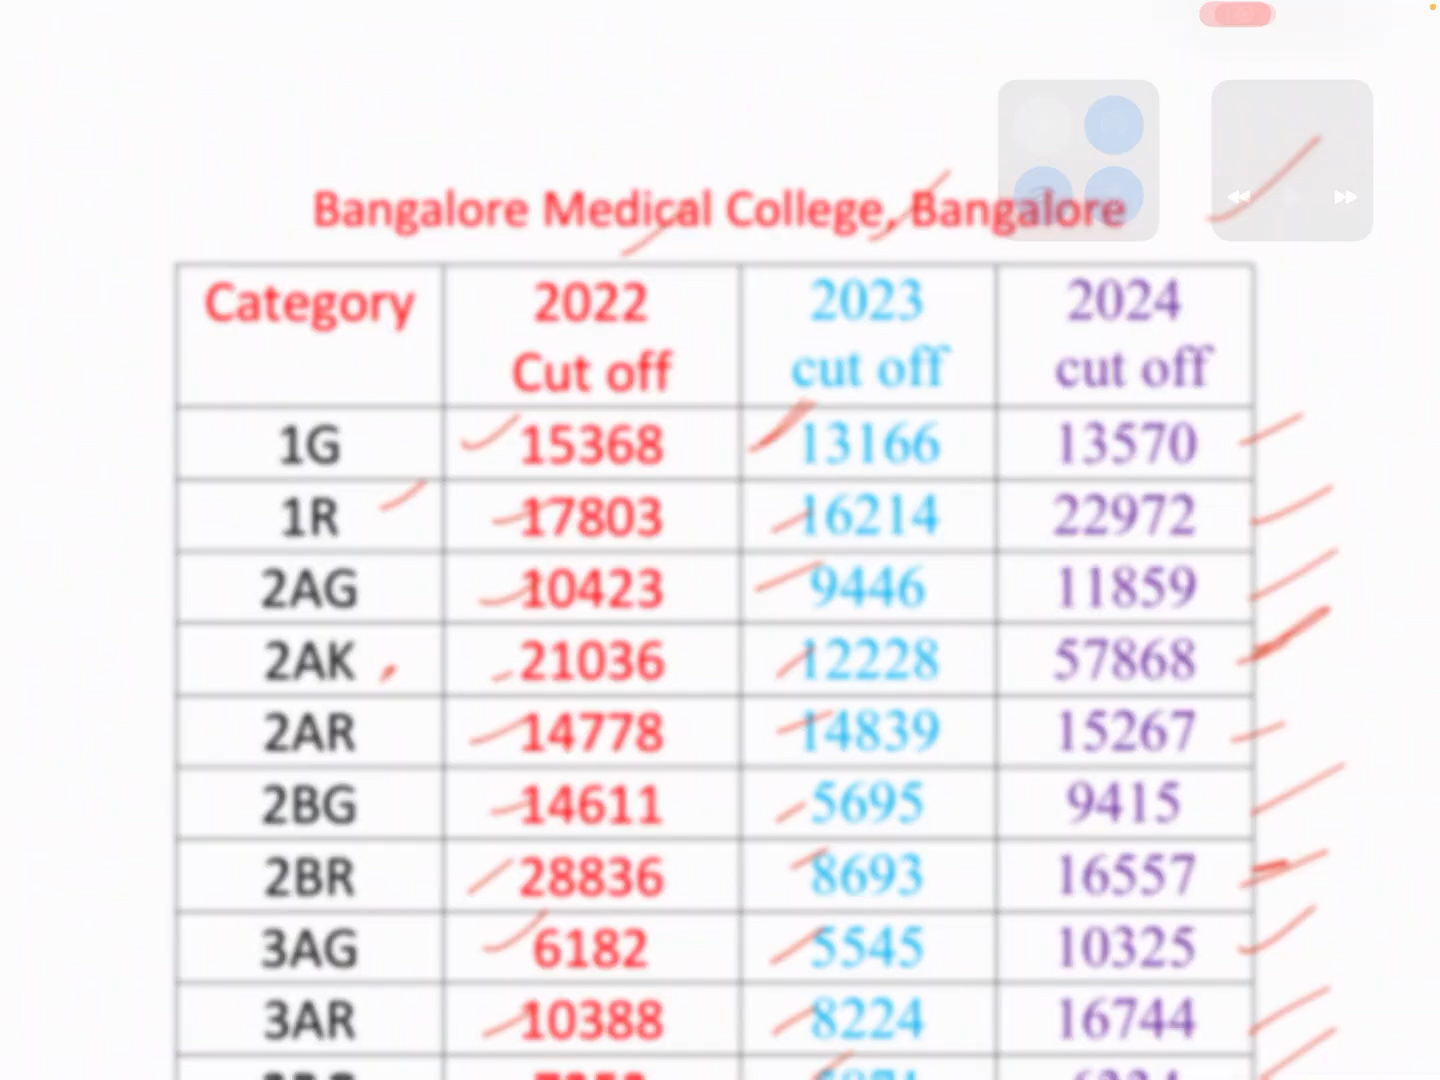 Bangalore Medical College, Bangalore
Category 2022 Cut off 2023 cut off 2024 cut off
1G 15368 13166 13570
1R 17803 16214 22972
2AG 10423 9446 11859
2AK 21036 12228 57868
2AR 14778 14839 15267
2BG 14611 5695 9415
2BR 28836 8693 16557
3AG 6182 5545 10325
3AR 10388 8224 16744